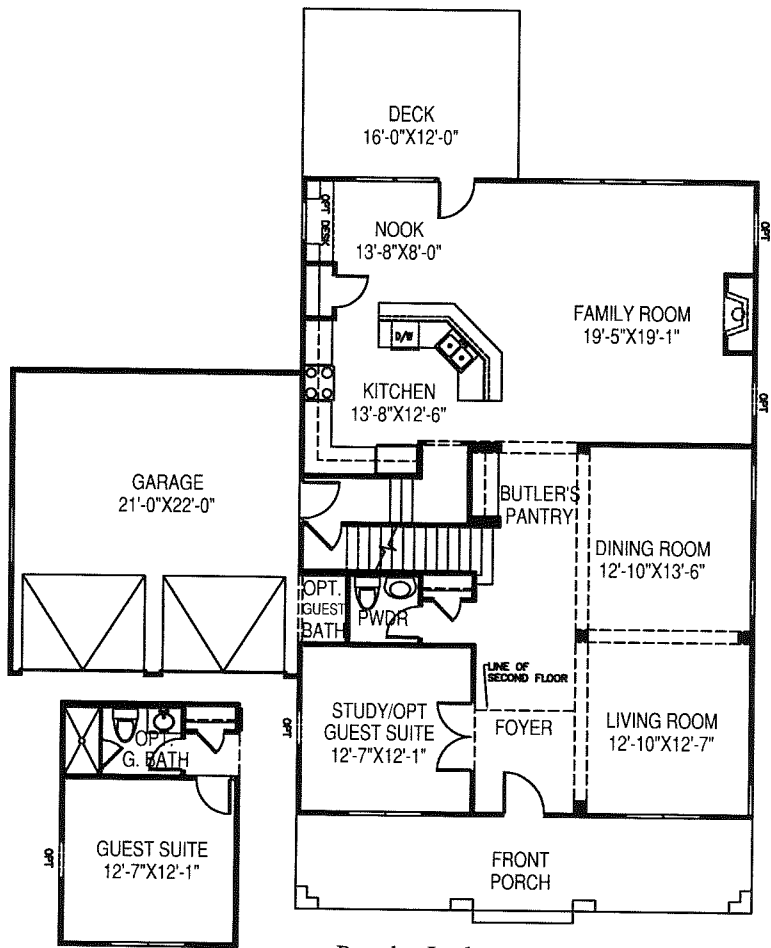 DECK
16'-0"X12'-0"
OPT DESK
NOOK
13'-8"X8'-0"
OPT
FAMILY ROOM
19'-5"X19'-1"
D/W
KITCHEN
13'-8"X12'-6"
OPT
GARAGE
21'-0"X22'-0"
BUTLER'S
PANTRY
DINING ROOM
12'-10"X13'-6"
OPT.
GUEST
BATH
PWDR
LINE OF
SECOND FLOOR
STUDY/OPT
GUEST SUITE
12'-7"X12'-1"
OPT
FOYER
LIVING ROOM
12'-10"X12'-7"
OPT.
G. BATH
GUEST SUITE
12'-7"X12'-1"
OPT
FRONT
PORCH